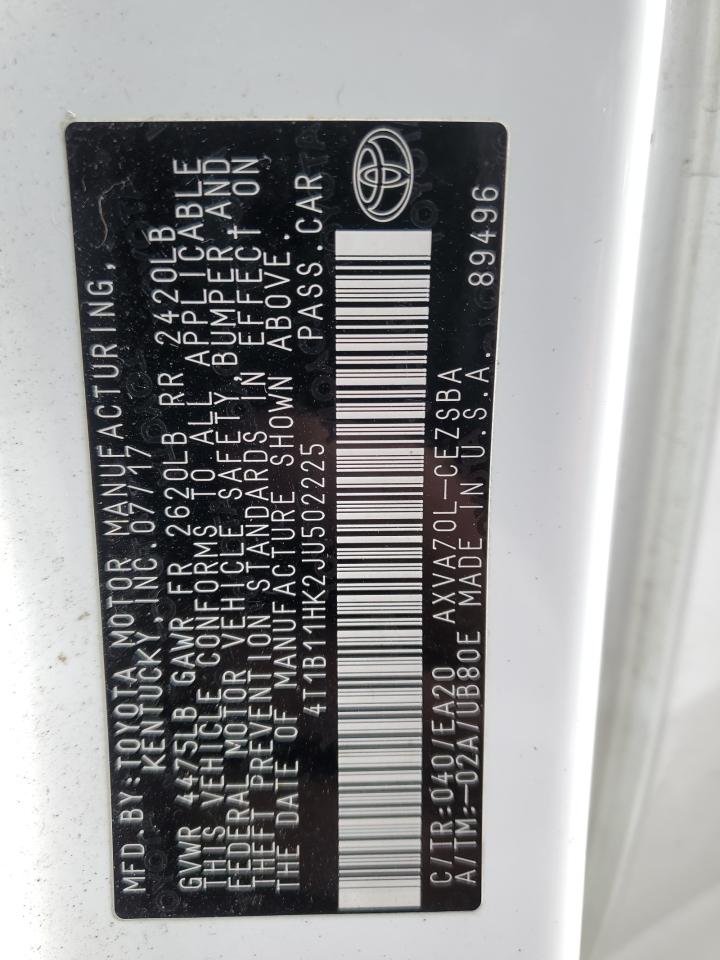 MFD.BY:TOYOTA MOTOR MANUFACTURING,
KENTUCKY,INC.07/17
GVWR 4475LB GAWR FR 2620LB RR 2420LB
THIS VEHICLE CONFORMS TO ALL APPLICABLE
FEDERAL MOTOR VEHICLE SAFETY,BUMPER,AND
THEFT PREVENTION STANDARDS IN EFFECT ON
THE DATE OF MANUFACTURE SHOWN ABOVE.
4T1B11HK2JU502225 PASS.CAR
C/TR:040/EA20 AXVA70L-CEZSBA
A/TM:-02A/UB80E MADE IN U.S.A. 89496